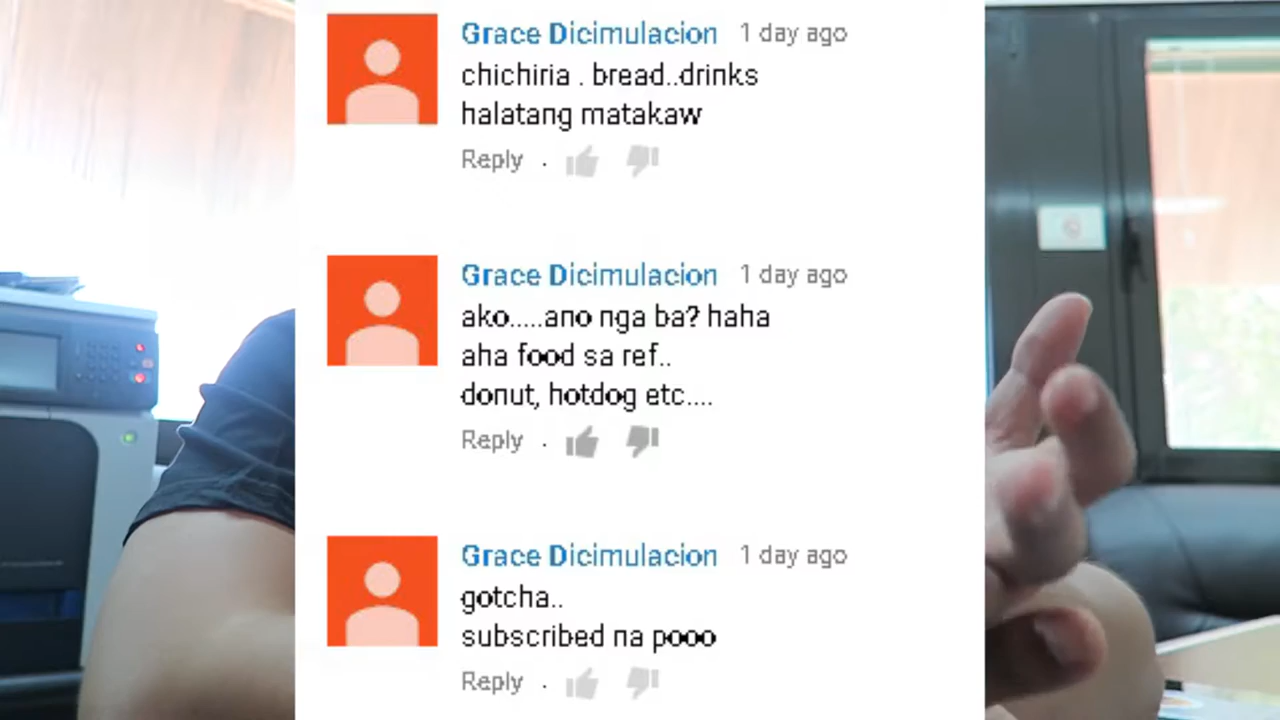 Grace Dicimulacion 1 day ago
chichiria . bread..drinks
halatang matakaw
Reply .
Grace Dicimulacion 1 day ago
ako.....ano nga ba? haha
aha food sa ref..
donut, hotdog etc....
Reply .
Grace Dicimulacion 1 day ago
gotcha..
subscribed na pooo
Reply .